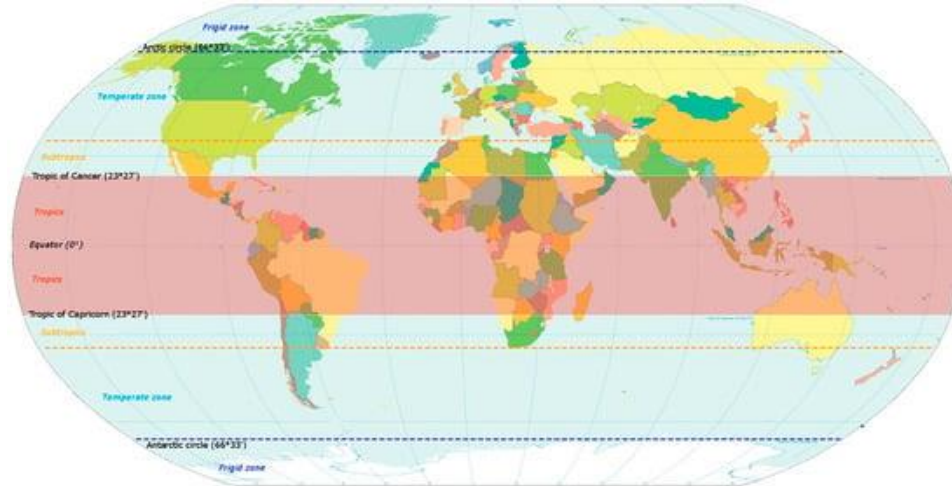 Frigid zone
Arctic circle (66°33')
Temperate zone
Subtropics
Tropic of Cancer (23°27')
Tropics
Equator (0°)
Tropics
Tropic of Capricorn (23°27')
Subtropics
Temperate zone
Antarctic circle (66°33')
Frigid zone